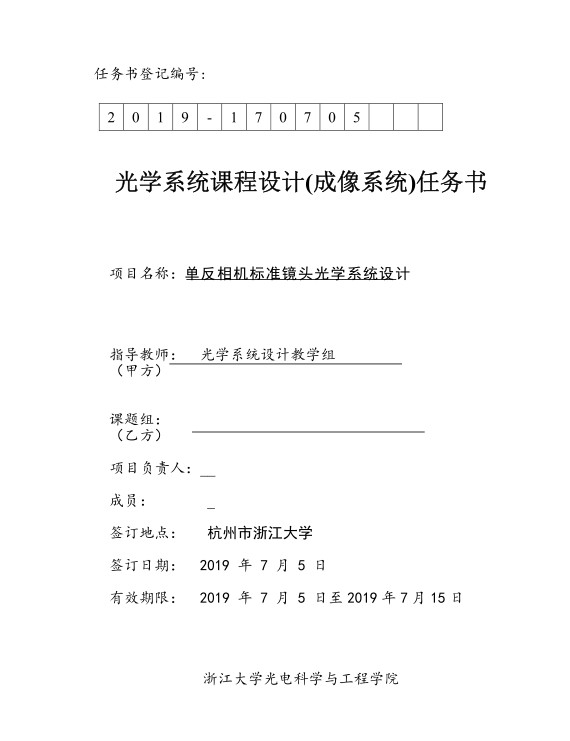 任务书登记编号：
2019-170705
光学系统课程设计(成像系统)任务书
项目名称：单反相机标准镜头光学系统设计
指导教师： 光学系统设计教学组
（甲方）
课题组：
（乙方）
项目负责人：__
成员： _
签订地点： 杭州市浙江大学
签订日期： 2019 年 7 月 5 日
有效期限： 2019 年 7 月 5 日至2019年7月15日
浙江大学光电科学与工程学院